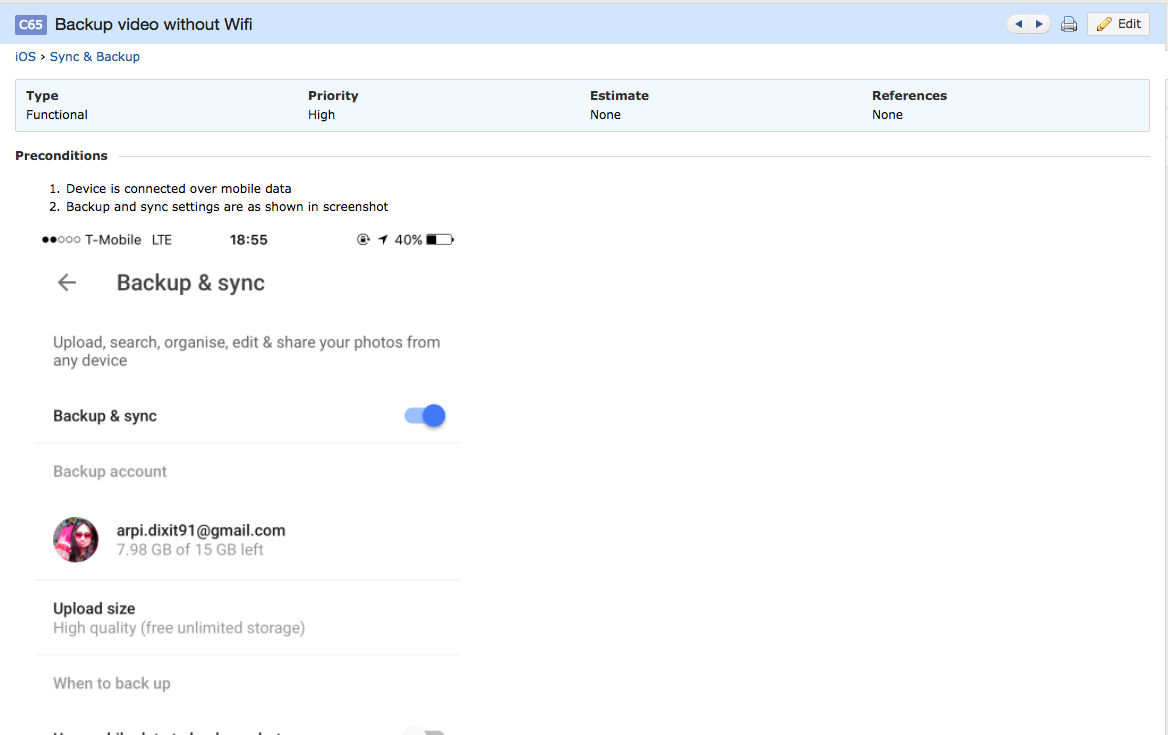 C65 Backup video without Wifi
Edit
iOS › Sync & Backup
Type Priority Estimate References
Functional High None None
Preconditions
1. Device is connected over mobile data
2. Backup and sync settings are as shown in screenshot
T-Mobile LTE 18:55 40%
Backup & sync
Upload, search, organise, edit & share your photos from
any device
Backup & sync
Backup account
arpi.dixit91@gmail.com
7.98 GB of 15 GB left
Upload size
High quality (free unlimited storage)
When to back up